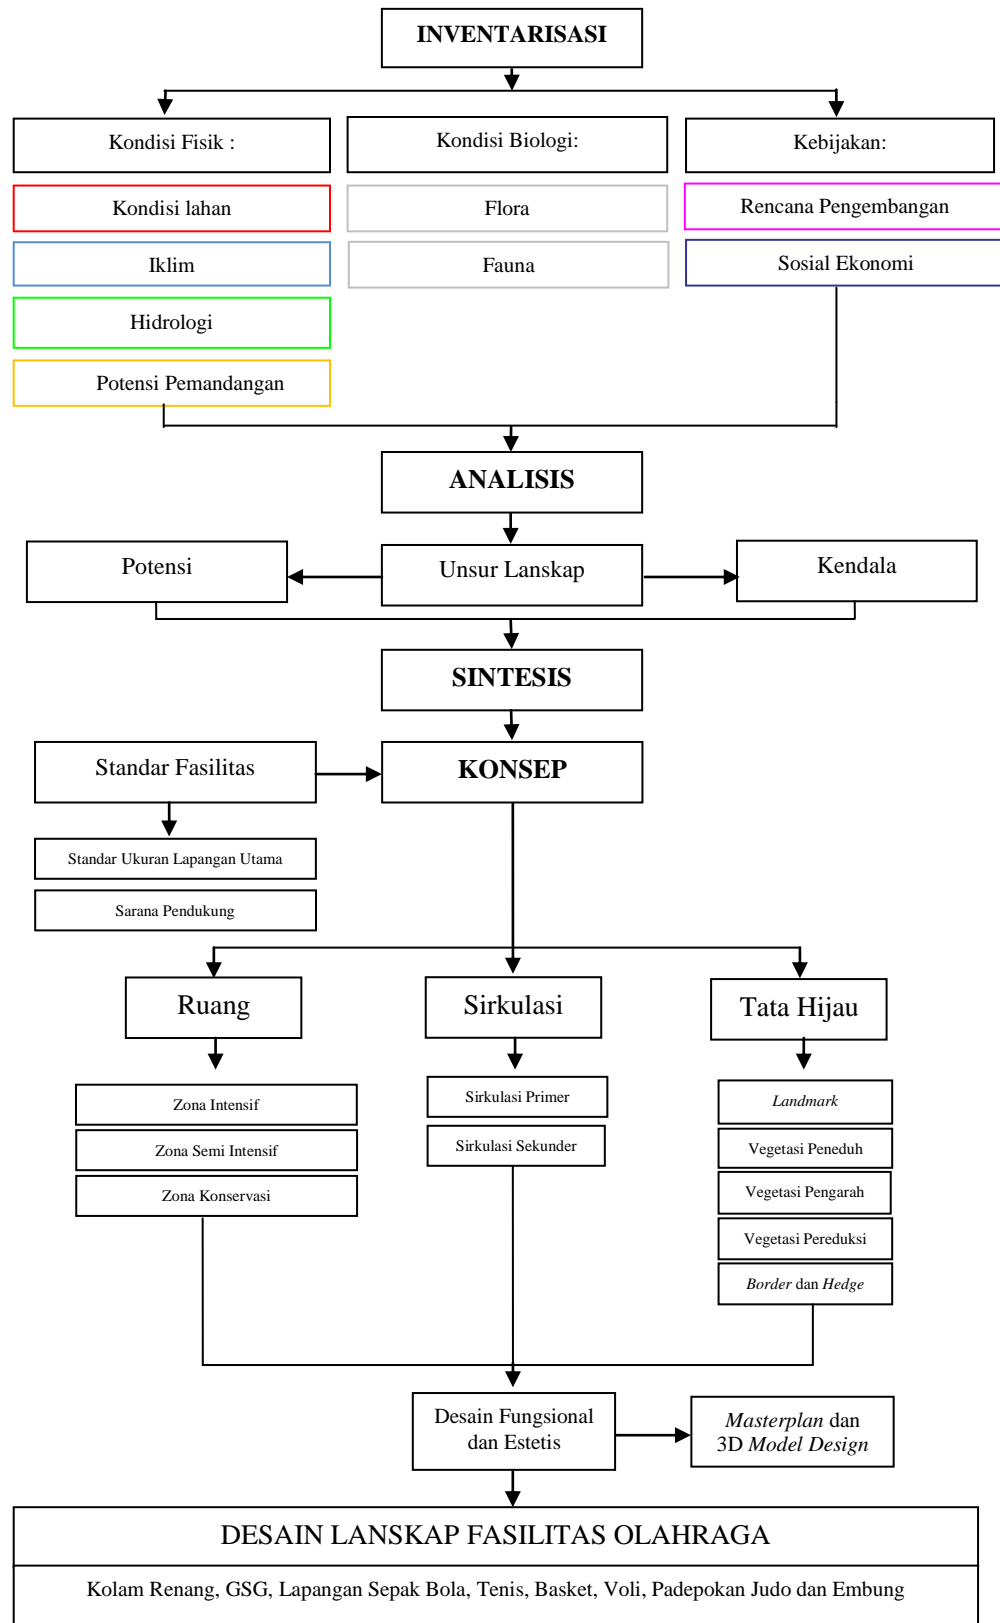 INVENTARISASI
Kondisi Fisik :
Kondisi lahan
Iklim
Hidrologi
Potensi Pemandangan
Kondisi Biologi:
Flora
Fauna
Kebijakan:
Rencana Pengembangan
Sosial Ekonomi
ANALISIS
Potensi
Unsur Lanskap
Kendala
SINTESIS
Standar Fasilitas
KONSEP
Standar Ukuran Lapangan Utama
Sarana Pendukung
Ruang
Zona Intensif
Zona Semi Intensif
Zona Konservasi
Sirkulasi
Sirkulasi Primer
Sirkulasi Sekunder
Tata Hijau
Landmark
Vegetasi Peneduh
Vegetasi Pengarah
Vegetasi Pereduksi
Border dan Hedge
Desain Fungsional
dan Estetis
Masterplan dan
3D Model Design
DESAIN LANSKAP FASILITAS OLAHRAGA
Kolam Renang, GSG, Lapangan Sepak Bola, Tenis, Basket, Voli, Padepokan Judo dan Embung